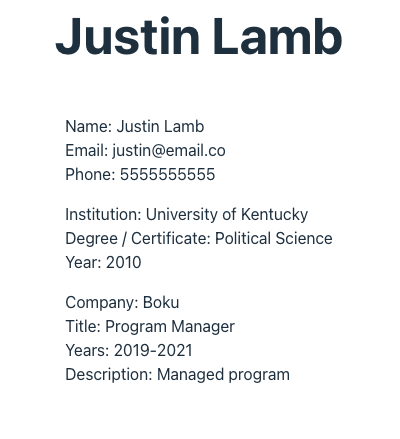 Justin Lamb
Name: Justin Lamb
Email: justin@email.co
Phone: 5555555555
Institution: University of Kentucky
Degree / Certificate: Political Science
Year: 2010
Company: Boku
Title: Program Manager
Years: 2019-2021
Description: Managed program